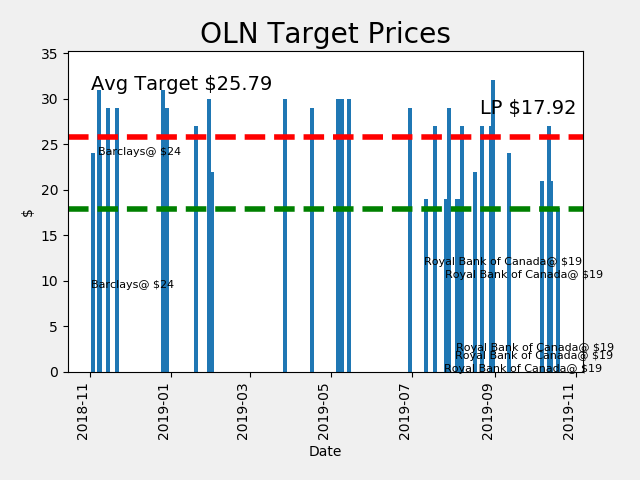 OLN Target Prices
35
30
25
20
15
10
5
0
$
Avg Target $25.79
LP $17.92
Barclays@ $24
Royal Bank of Canada@ $19
Royal Bank of Canada@ $19
Barclays@ $24
Royal Bank of Canada@ $19
Royal Bank of Canada@ $19
Royal Bank of Canada@ $19
2018-11
2019-01
2019-03
2019-05
2019-07
2019-09
2019-11
Date